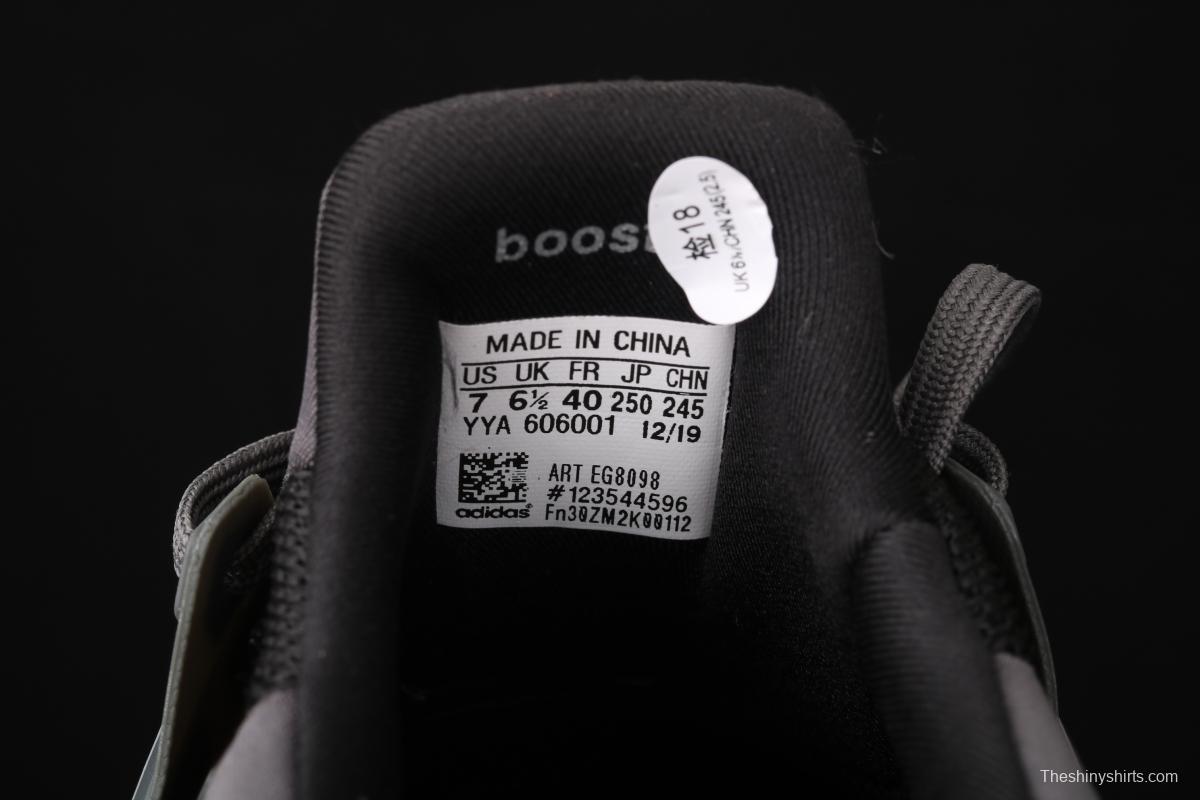 boost
检18
UK 6½/CHN 245(2.5)
MADE IN CHINA
US UK FR JP CHN
7 6½ 40 250 245
YYA 606001 12/19
ART EG8098
#123544596
adidas
Fn30ZM2K00112
Theshinyshirts.com